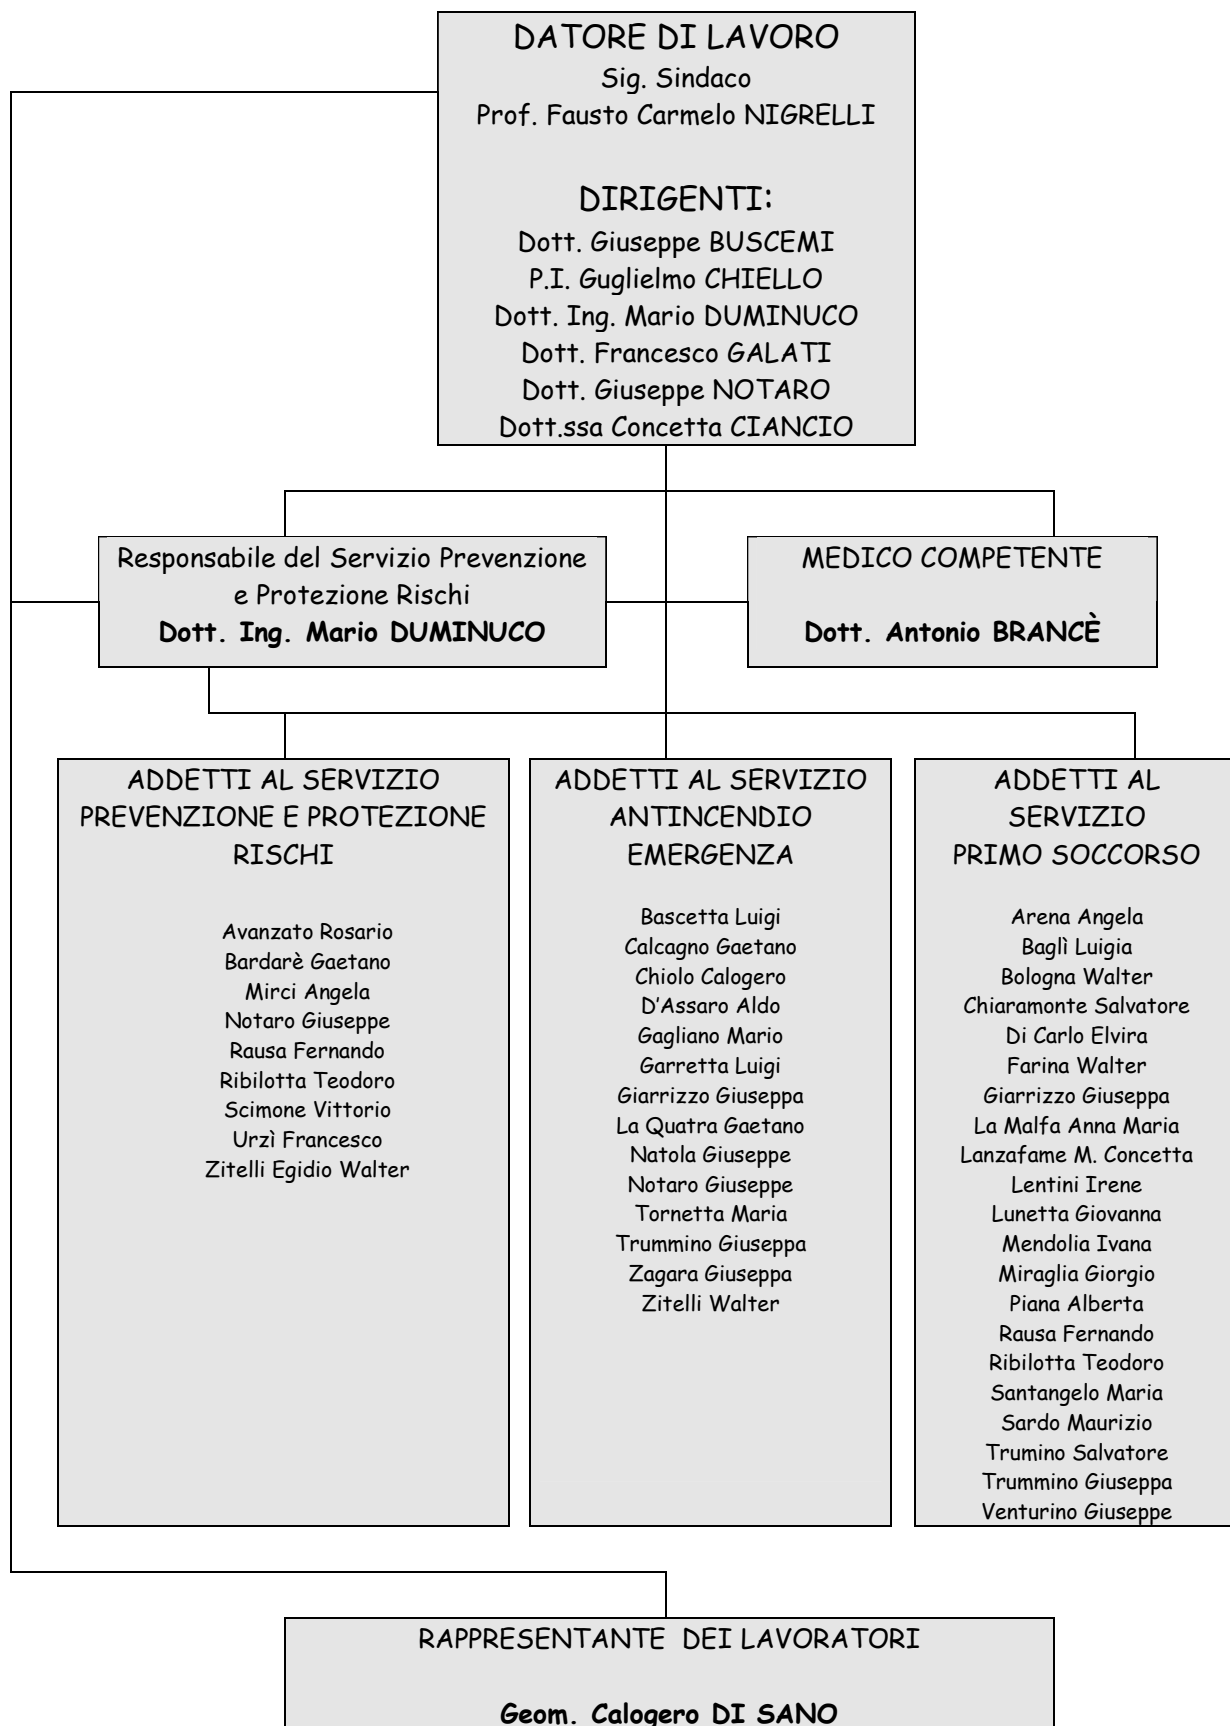 DATORE DI LAVORO
Sig. Sindaco
Prof. Fausto Carmelo NIGRELLI
DIRIGENTI:
Dott. Giuseppe BUSCEMI
P.I. Guglielmo CHIELLO
Dott. Ing. Mario DUMINUCO
Dott. Francesco GALATI
Dott. Giuseppe NOTARO
Dott.ssa Concetta CIANCIO
Responsabile del Servizio Prevenzione
e Protezione Rischi
Dott. Ing. Mario DUMINUCO
MEDICO COMPETENTE
Dott. Antonio BRANCÈ
ADDETTI AL SERVIZIO
PREVENZIONE E PROTEZIONE
RISCHI
Avanzato Rosario
Bardarè Gaetano
Mirci Angela
Notaro Giuseppe
Rausa Fernando
Ribilotta Teodoro
Scimone Vittorio
Urzì Francesco
Zitelli Egidio Walter
ADDETTI AL SERVIZIO
ANTINCENDIO
EMERGENZA
Bascetta Luigi
Calcagno Gaetano
Chiolo Calogero
D'Assaro Aldo
Gagliano Mario
Garretta Luigi
Giarrizzo Giuseppa
La Quatra Gaetano
Natola Giuseppe
Notaro Giuseppe
Tornetta Maria
Trummino Giuseppa
Zagara Giuseppa
Zitelli Walter
ADDETTI AL
SERVIZIO
PRIMO SOCCORSO
Arena Angela
Baglì Luigia
Bologna Walter
Chiaramonte Salvatore
Di Carlo Elvira
Farina Walter
Giarrizzo Giuseppa
La Malfa Anna Maria
Lanzafame M. Concetta
Lentini Irene
Lunetta Giovanna
Mendolia Ivana
Miraglia Giorgio
Piana Alberta
Rausa Fernando
Ribilotta Teodoro
Santangelo Maria
Sardo Maurizio
Trumino Salvatore
Trummino Giuseppa
Venturino Giuseppe
RAPPRESENTANTE DEI LAVORATORI
Geom. Calogero DI SANO